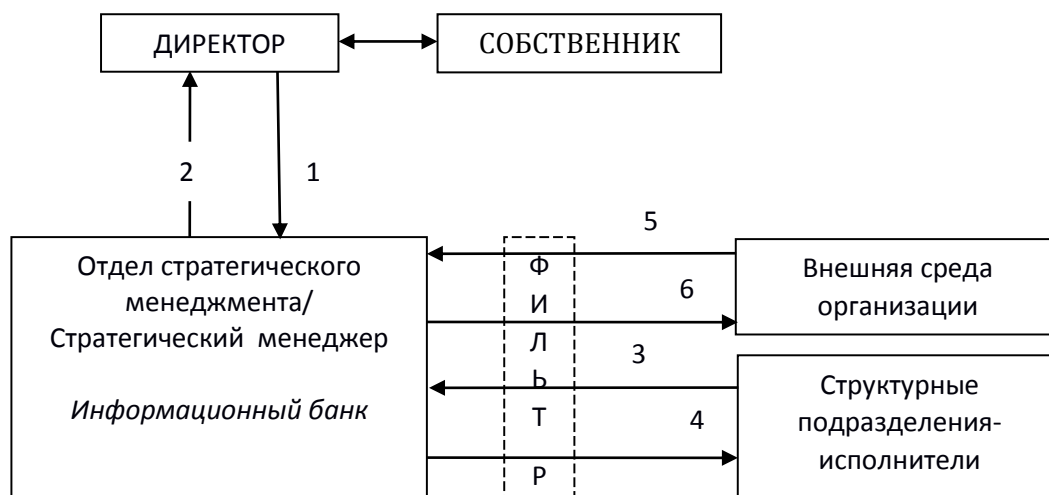 ДИРЕКТОР
СОБСТВЕННИК
2
1
5
Отдел стратегического
менеджмента/
Стратегический менеджер
Информационный банк
Ф
И
Л
Ь
Т
Р
6
3
4
Внешняя среда
организации
Структурные
подразделения-
исполнители